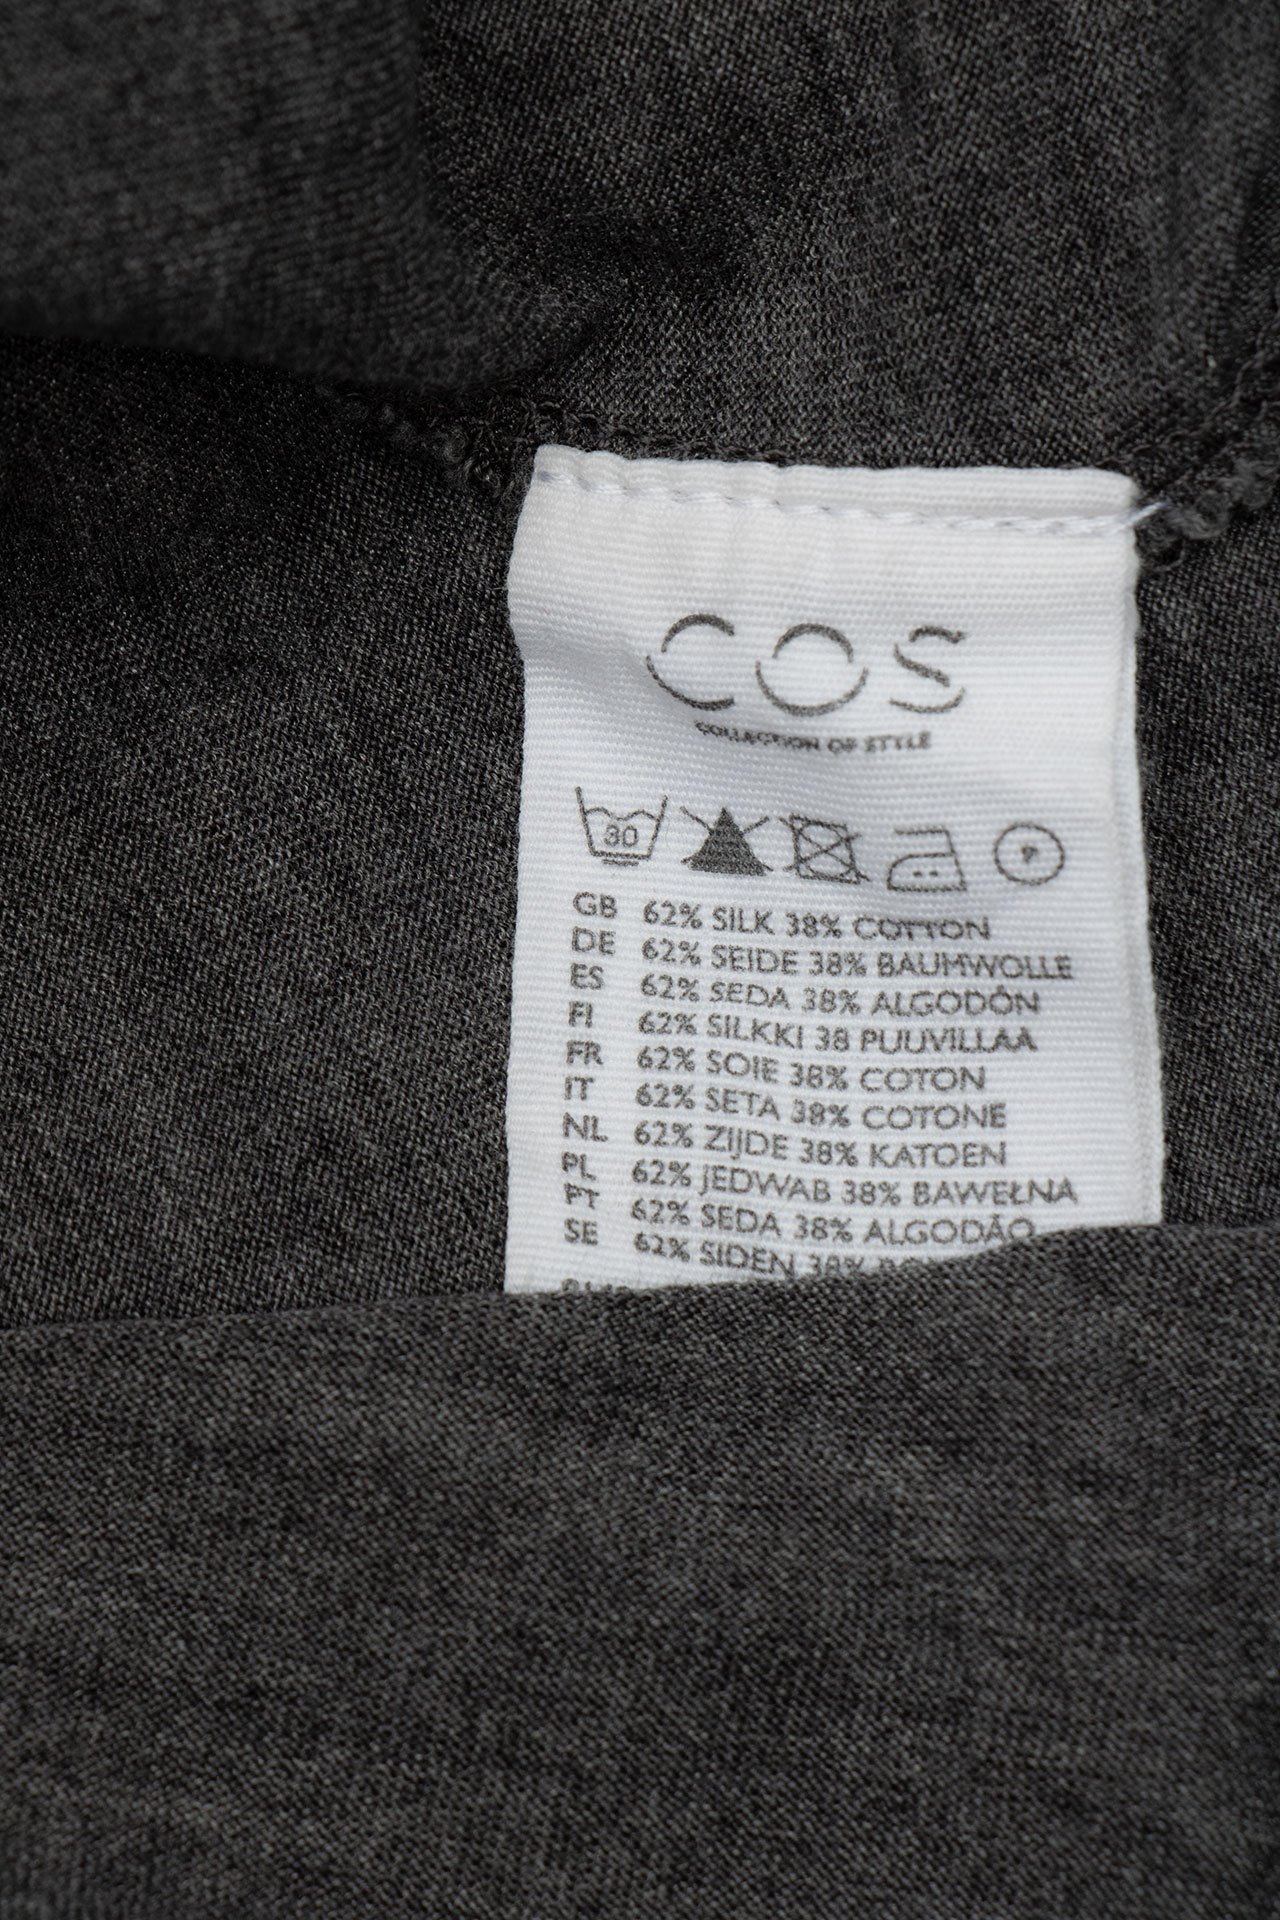 COS
COLLECTION OF STYLE
30
P
GB 62% SILK 38% COTTON
DE 62% SEIDE 38% BAUMWOLLE
ES 62% SEDA 38% ALGODÓN
FI 62% SILKKI 38 PUUVILLAA
FR 62% SOIE 38% COTON
IT 62% SETA 38% COTONE
NL 62% ZIJDE 38% KATOEN
PL 62% JEDWAB 38% BAWEŁNA
PT 62% SEDA 38% ALGODÃO
SE 62% SIDEN 38%